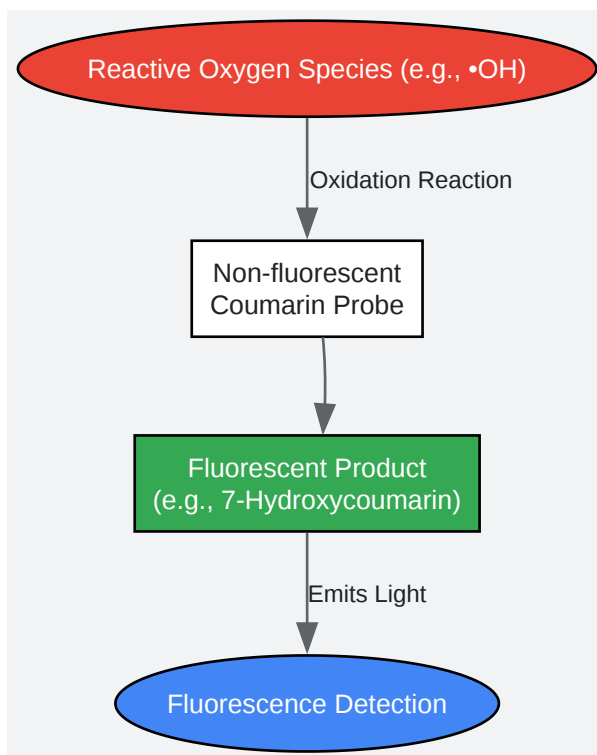 Reactive Oxygen Species (e.g., •OH)
Oxidation Reaction
Non-fluorescent
Coumarin Probe
Fluorescent Product
(e.g., 7-Hydroxycoumarin)
Emits Light
Fluorescence Detection